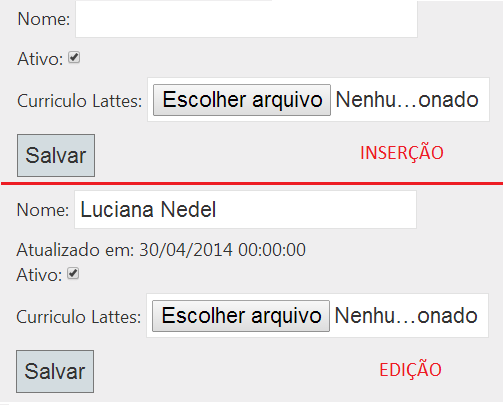 Nome:
Ativo:
Curriculo Lattes: Escolher arquivo Nenhu...onado
Salvar INSERÇÃO
Nome: Luciana Nedel
Atualizado em: 30/04/2014 00:00:00
Ativo:
Curriculo Lattes: Escolher arquivo Nenhu...onado
Salvar EDIÇÃO